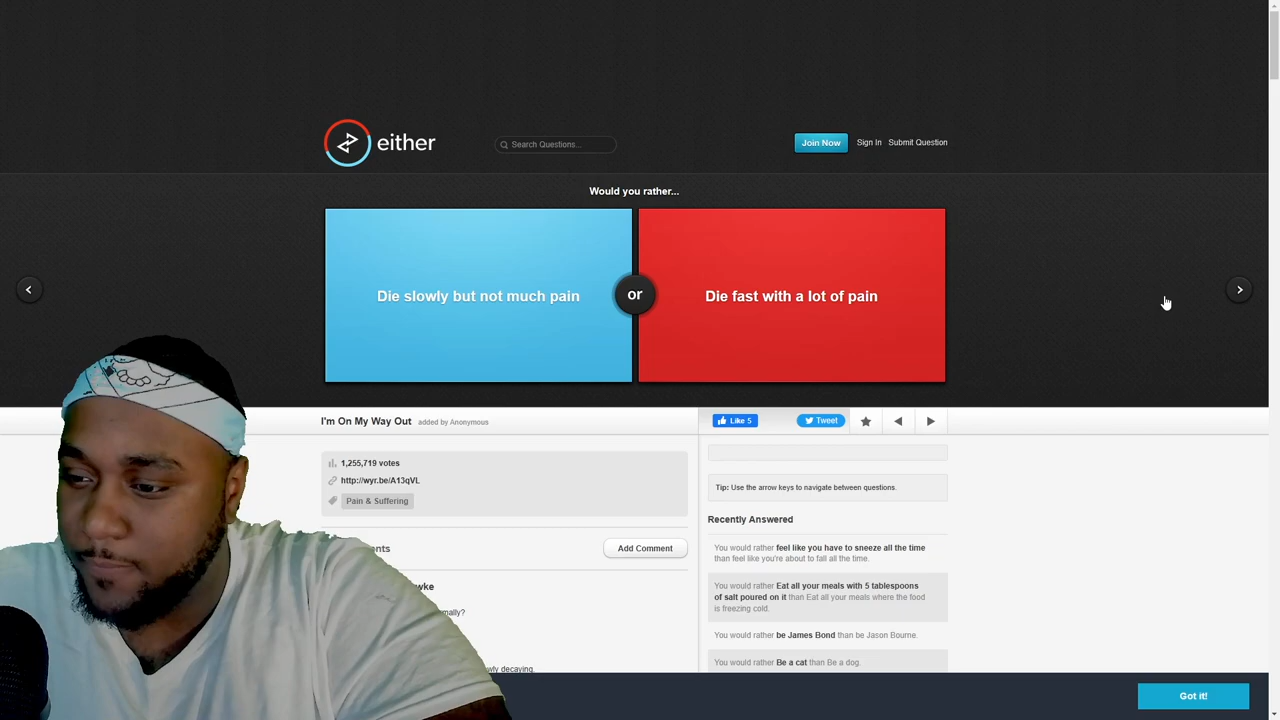 either
Search Questions...
Join Now
Sign In
Submit Question
Would you rather...
Die slowly but not much pain
or
Die fast with a lot of pain
I'm On My Way Out
added by Anonymous
Like 5
Tweet
1,255,719 votes
http://wyr.be/A13qVL
Pain & Suffering
Add Comment
Tip: Use the arrow keys to navigate between questions.
Recently Answered
You would rather feel like you have to sneeze all the time
than feel like you're about to fall all the time.
You would rather Eat all your meals with 5 tablespoons
of salt poured on it than Eat all your meals where the food
is freezing cold.
You would rather be James Bond than be Jason Bourne.
You would rather Be a cat than Be a dog.
decaying.
Got it!